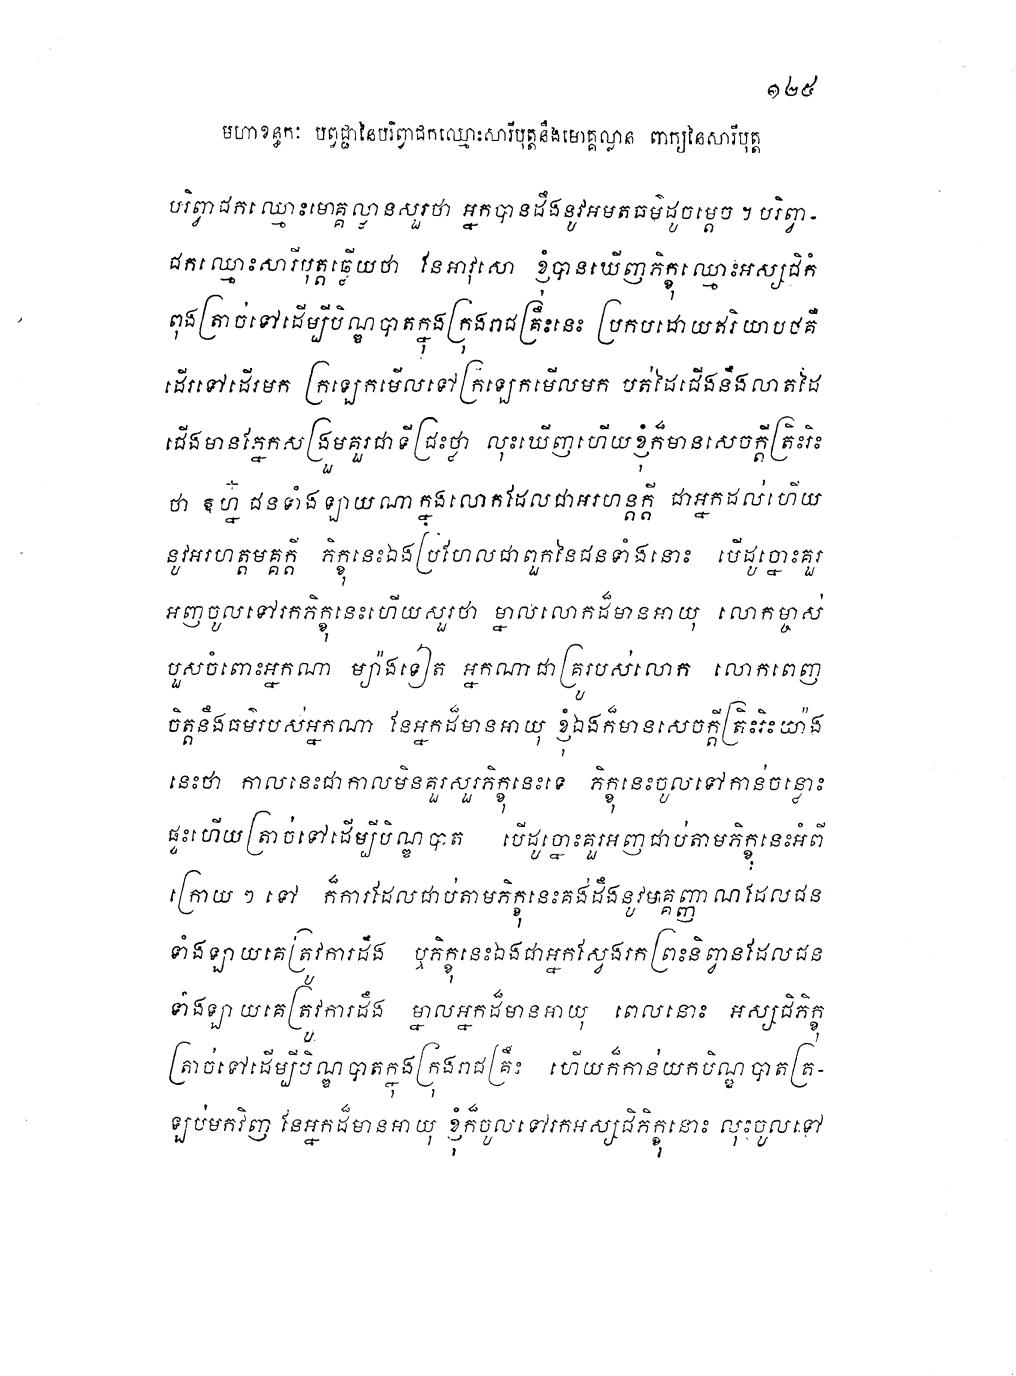 ១២៥
មហាខន្ធកៈ បព្វជ្ជានៃបរិព្វាជកឈ្មោះសារីបុត្តនឹងមោគ្គល្លាន ពាក្យនៃសារីបុត្ត
បរិព្វាជកឈ្មោះមោគ្គល្លានសួរថា អ្នកបានដឹងនូវអមតធម៌ដូចម្តេច ។ បរិព្វា-
ជកឈ្មោះសារីបុត្តឆ្លើយថា នែអាវុសោ ខ្ញុំបានឃើញភិក្ខុឈ្មោះអស្សជិកំ
ពុងត្រាច់ទៅដើម្បីបិណ្ឌបាតក្នុងក្រុងរាជគ្រឹះនេះ ប្រកបដោយឥរិយាបថគឺ
ដើរទៅដើរមក ក្រឡេកមើលទៅក្រឡេកមើលមក បត់ដៃជើងនឹងលាតដៃ
ជើងមានភ្នែកសង្រួមគួរជាទីជ្រះថ្លា លុះឃើញហើយខ្ញុំក៏មានសេចក្តីត្រិះរិះ
ថា ឧហ្ន៎ ជនទាំងឡាយណាក្នុងលោកដែលជាអរហន្តក្តី ជាអ្នកដល់ហើយ
នូវអរហត្តមគ្គក្តី ភិក្ខុនេះឯងប្រហែលជាពួកនៃជនទាំងនោះ បើដូច្នោះគួរ
អញចូលទៅរកភិក្ខុនេះហើយសួរថា ម្នាលលោកដ៏មានអាយុ លោកម្ចាស់
បួសចំពោះអ្នកណា ម្យ៉ាងទៀត អ្នកណាជាគ្រូរបស់លោក លោកពេញ
ចិត្តនឹងធម៌របស់អ្នកណា នែអ្នកដ៏មានអាយុ ខ្ញុំឯងក៏មានសេចក្តីត្រិះរិះយ៉ាង
នេះថា កាលនេះជាកាលមិនគួរសួរភិក្ខុនេះទេ ភិក្ខុនេះចូលទៅកាន់ចន្លោះ
ផ្ទះហើយត្រាច់ទៅដើម្បីបិណ្ឌបាត បើដូច្នោះគួរអញជាប់តាមភិក្ខុនេះអំពី
ក្រោយ ៗ ទៅ ក៏ការដែលជាប់តាមភិក្ខុនេះគង់ដឹងនូវមគ្គញ្ញាណដែលជន
ទាំងឡាយគេត្រូវការដឹង ឬភិក្ខុនេះឯងជាអ្នកស្វែងរកព្រះនិព្វានដែលជន
ទាំងឡាយគេត្រូវការដឹង ម្នាលអ្នកដ៏មានអាយុ ពេលនោះ អស្សជិភិក្ខុ
ត្រាច់ទៅដើម្បីបិណ្ឌបាតក្នុងក្រុងរាជគ្រឹះ ហើយក៏កាន់យកបិណ្ឌបាតត្រ-
ឡប់មកវិញ នែអ្នកដ៏មានអាយុ ខ្ញុំក៏ចូលទៅរកអស្សជិភិក្ខុនោះ លុះចូលទៅ